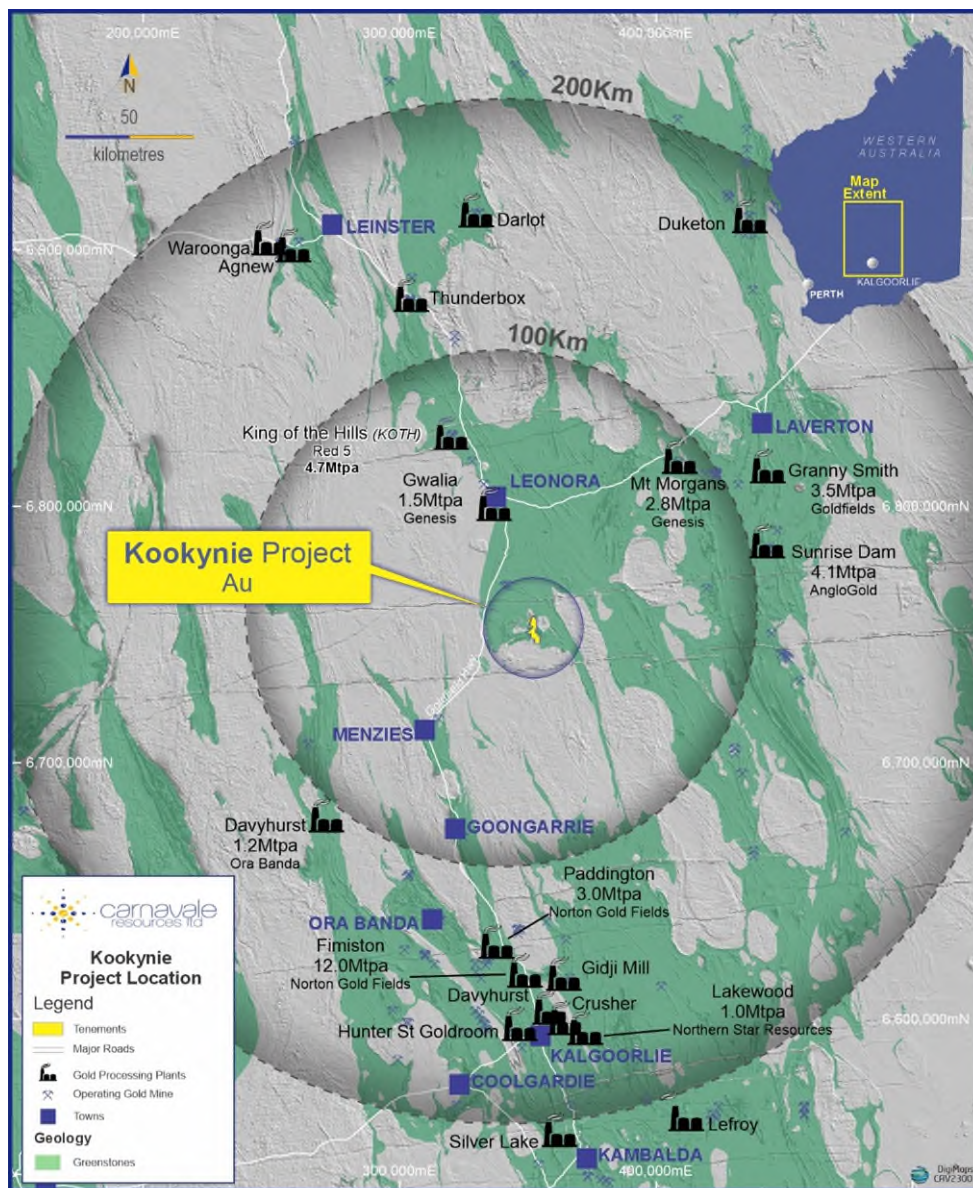 200,000mE
300,000mE
400,000mE
N
50
kilometres
200Km
WESTERN
AUSTRALIA
Map
Extent
KALGOORLIE
PERTH
6,900,000mN
LEINSTER
Darlot
Duketon
Waroonga
Agnew
Thunderbox
100Km
LAVERTON
King of the Hills (KOTH)
Red 5
4.7Mtpa
Gwalia
1.5Mtpa
Genesis
LEONORA
Mt Morgans
2.8Mtpa
Genesis
Granny Smith
3.5Mtpa
Goldfields
6,800,000mN
6,800,000mN
Sunrise Dam
4.1Mtpa
AngloGold
Kookynie Project
Au
MENZIES
6,700,000mN
6,700,000mN
GOONGARRIE
Davyhurst
1.2Mtpa
Ora Banda
Paddington
3.0Mtpa
Norton Gold Fields
ORA BANDA
Fimiston
12.0Mtpa
Norton Gold Fields
Gidji Mill
Davyhurst
Crusher
Lakewood
1.0Mtpa
Northern Star Resources
Hunter St Goldroom
6,600,000mN
KALGOORLIE
COOLGARDIE
Silver Lake
Lefroy
KAMBALDA
300,000mE
400,000mE
carnavale
resources ltd
Kookynie
Project Location
Legend
Tenements
Major Roads
Gold Processing Plants
Operating Gold Mine
Towns
Geology
Greenstones
DigiMaps